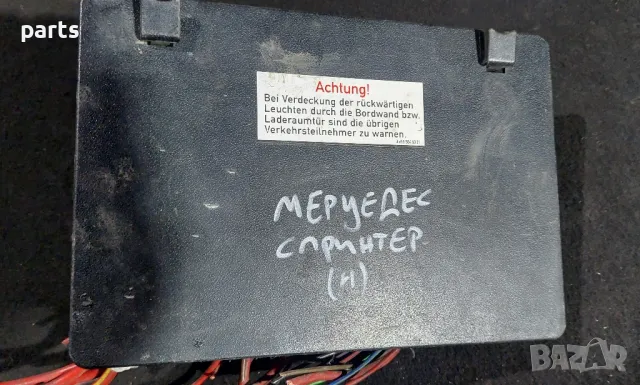 parts
Achtung!
Bei Verdeckung der rückwärtigen
Leuchten durch die Bordwand bzw.
Laderaumtür sind die übrigen
Verkehrsteilnehmer zu warnen.
МЕРЦЕДЕС
СПРИНТЕР
(Н)
BAZAR